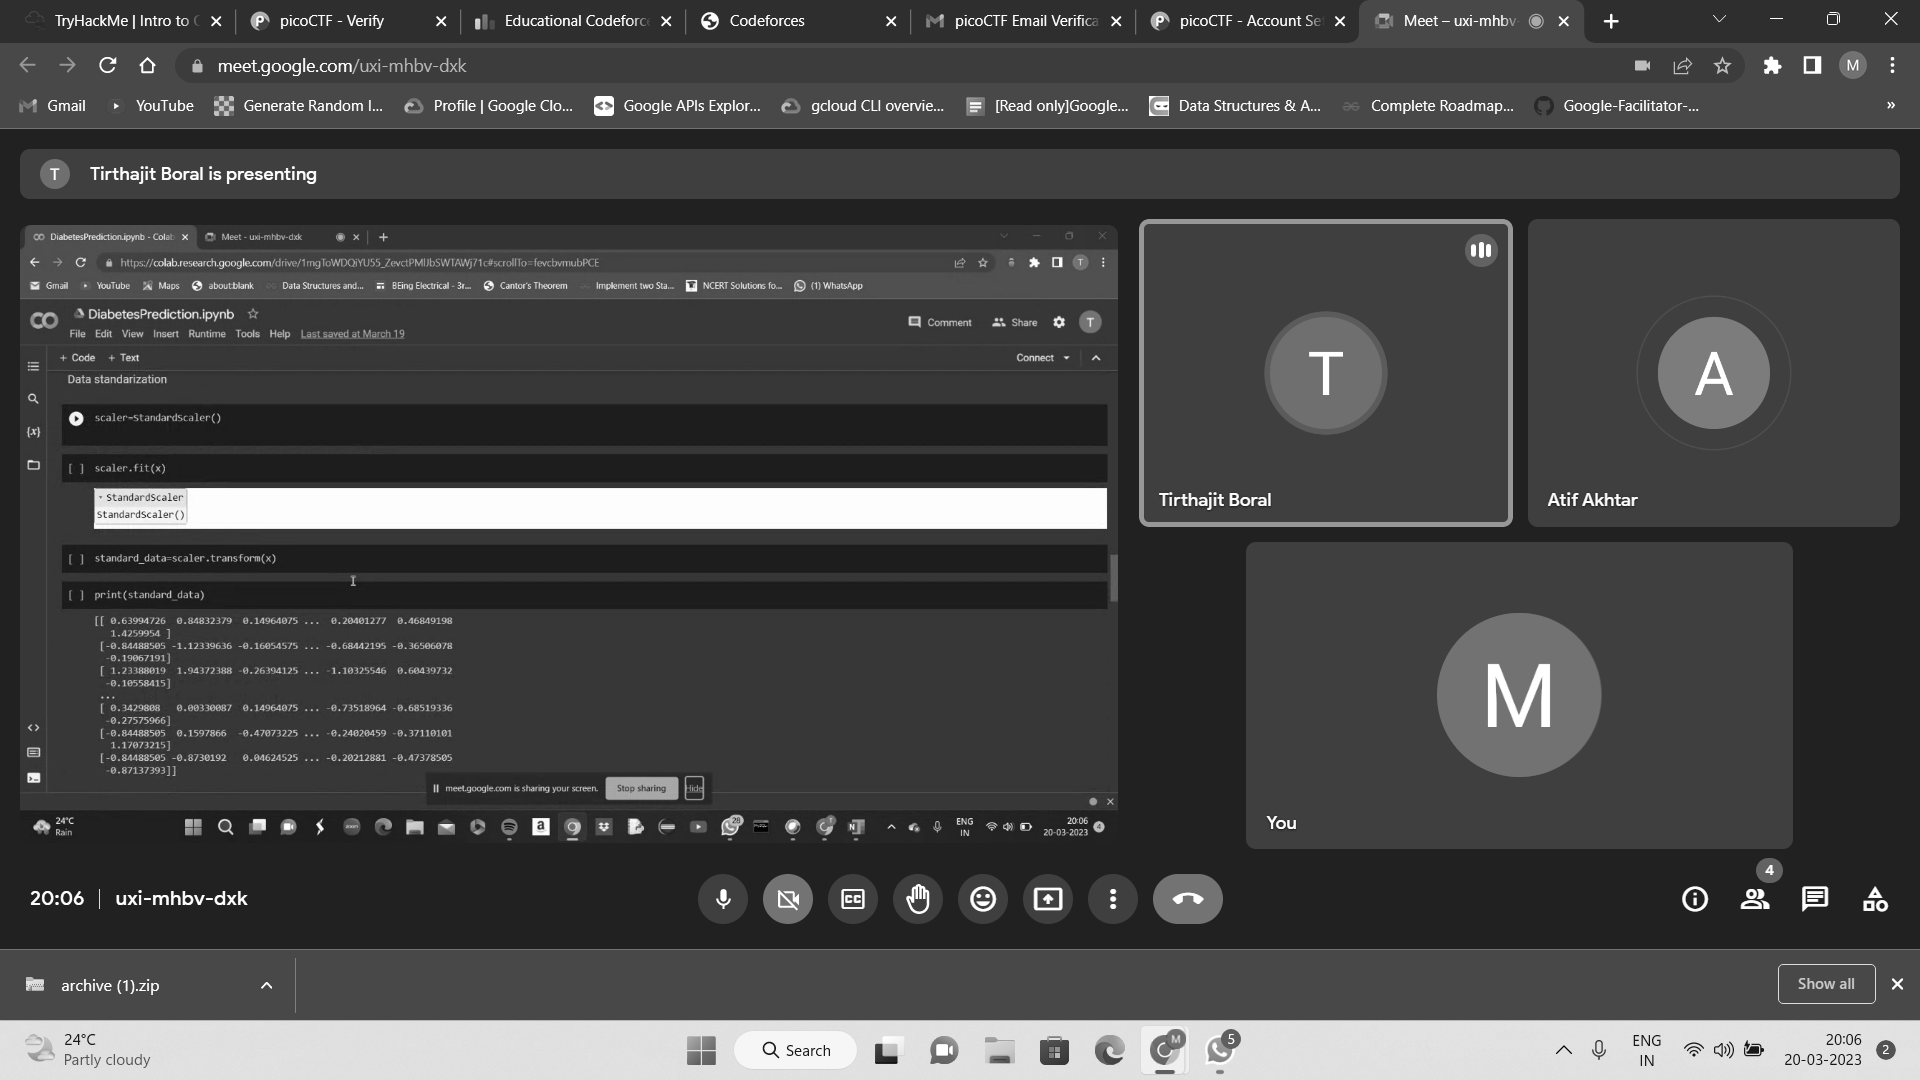 TryHackMe | Intro to C
picoCTF - Verify
Educational Codeforc
Codeforces
picoCTF Email Verifica
picoCTF - Account Se
Meet – uxi-mhbv-
meet.google.com/uxi-mhbv-dxk
M
Gmail
YouTube
Generate Random I...
Profile | Google Clo...
Google APIs Explor...
gcloud CLI overvie...
[Read only]Google...
Data Structures & A...
Complete Roadmap...
Google-Facilitator-...
»
T
Tirthajit Boral is presenting
DiabetesPrediction.ipynb - Colab
Meet - uxi-mhbv-dxk
Gmail
YouTube
Maps
about:blank
Data Structures and...
BEing Electrical - 3r...
Cantor's Theorem
Implement two Sta...
NCERT Solutions fo...
(1) WhatsApp
DiabetesPrediction.ipynb
File Edit View Insert Runtime Tools Help Last saved at March 19
Comment
Share
T
+ Code + Text
Connect
Data standarization
scaler=StandardScaler()
[ ] scaler.fit(x)
StandardScaler
StandardScaler()
[ ] standard_data=scaler.transform(x)
[ ] print(standard_data)
[[ 0.63994726 0.84832379 0.14964075 ... 0.20401277 0.46849198
1.4259954 ]
[-0.84488505 -1.12339636 -0.16054575 ... -0.68442195 -0.36506078
-0.19067191]
[ 1.23388019 1.94372388 -0.26394125 ... -1.10325546 0.60439732
-0.10558415]
...
[ 0.3429808 0.00330087 0.14964075 ... -0.73518964 -0.68519336
-0.27575966]
[-0.84488505 0.1597866 -0.47073225 ... -0.24020459 -0.37110101
1.17073215]
[-0.84488505 -0.8730192 0.04624525 ... -0.20212881 -0.47378505
-0.87137393]]
meet.google.com is sharing your screen.
Stop sharing
Hide
24°C
Rain
ENG
IN
20:06
20-03-2023
T
Tirthajit Boral
A
Atif Akhtar
M
You
20:06 | uxi-mhbv-dxk
4
archive (1).zip
Show all
24°C
Partly cloudy
Search
M
5
ENG
IN
20:06
20-03-2023
2